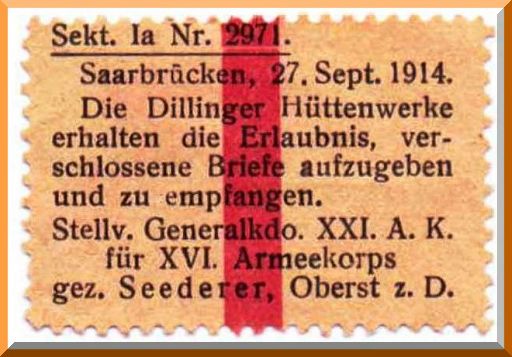 Sekt. Ia Nr. 2971.
Saarbrücken, 27. Sept. 1914.
Die Dillinger Hüttenwerke
erhalten die Erlaubnis, ver-
schlossene Briefe aufzugeben
und zu empfangen.
Stellv. Generalkdo. XXI. A. K.
für XVI. Armeekorps
gez. Seederer, Oberst z. D.